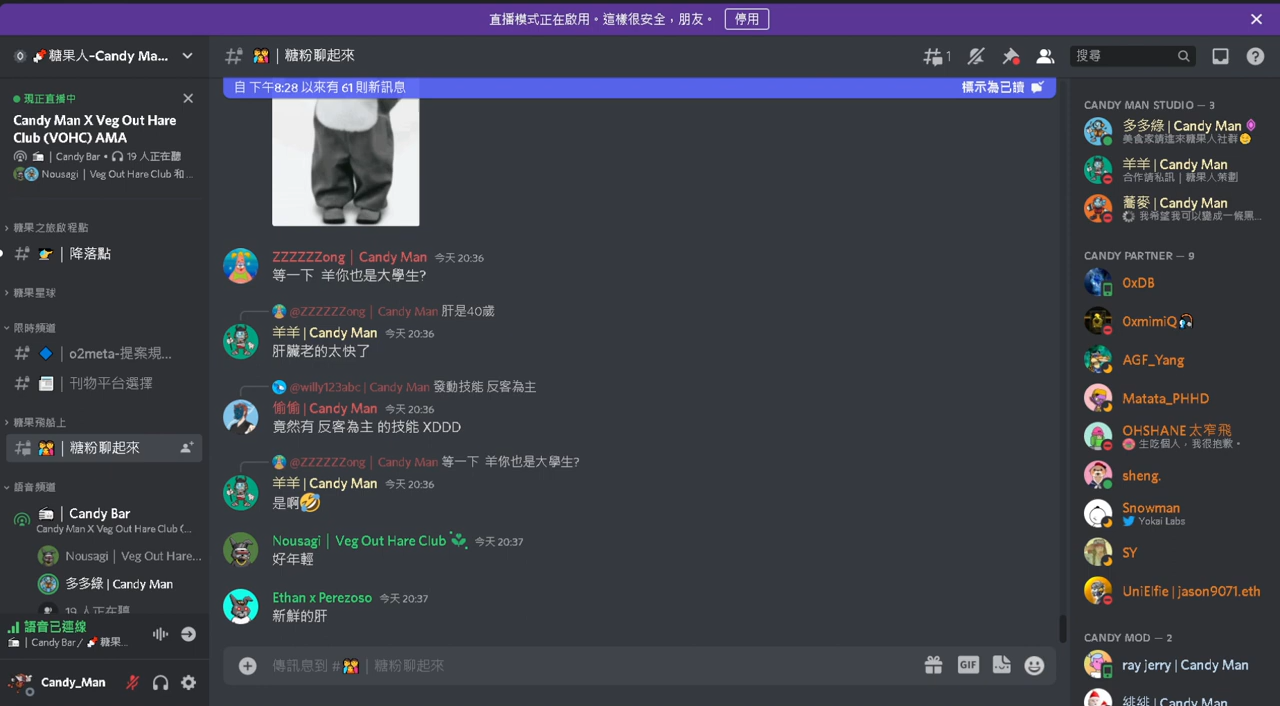 直播模式正在啟用。這樣很安全，朋友。 停用
糖果人-Candy Ma...
現正直播中
Candy Man X Veg Out Hare
Club (VOHC) AMA
| Candy Bar • 19 人正在聽
Nousagi | Veg Out Hare Club 和 ...
糖果之旅啟程點
| 降落點
糖果星球
限時頻道
| o2meta-提案規...
| 刊物平台選擇
糖果飛船上
| 糖粉聊起來
語音頻道
| Candy Bar
Candy Man X Veg Out Hare Club (...
Nousagi | Veg Out Hare...
多多綠 | Candy Man
19 人正在聽
語音已連線
| Candy Bar / 糖果...
Candy_Man
| 糖粉聊起來
1
搜尋
自 下午8:28 以來有 61 則新訊息 標示為已讀
ZZZZZZong | Candy Man 今天 20:36
等一下 羊你也是大學生?
@ZZZZZZong | Candy Man 肝是40歲
羊羊 | Candy Man 今天 20:36
肝臟老的太快了
@willy123abc | Candy Man 發動技能 反客為主
偷偷 | Candy Man 今天 20:36
竟然有 反客為主 的技能 XDDD
@ZZZZZZong | Candy Man 等一下 羊你也是大學生?
羊羊 | Candy Man 今天 20:36
是啊🤣
Nousagi | Veg Out Hare Club 今天 20:37
好年輕
Ethan x Perezoso 今天 20:37
新鮮的肝
傳訊息到 # | 糖粉聊起來
GIF
CANDY MAN STUDIO — 3
多多綠 | Candy Man
美食家請進來糖果人社群
羊羊 | Candy Man
合作請私訊 | 糖果人策劃
蕎麥 | Candy Man
我希望我可以變成一條黑...
CANDY PARTNER — 9
0xDB
0xmimiQ
AGF_Yang
Matata_PHHD
OHSHANE 太窄飛
生吃個人，我很抱歉。
sheng.
Snowman
Yokai Labs
SY
UniElfie | jason9071.eth
CANDY MOD — 2
ray jerry | Candy Man
緋緋 | Candy Man